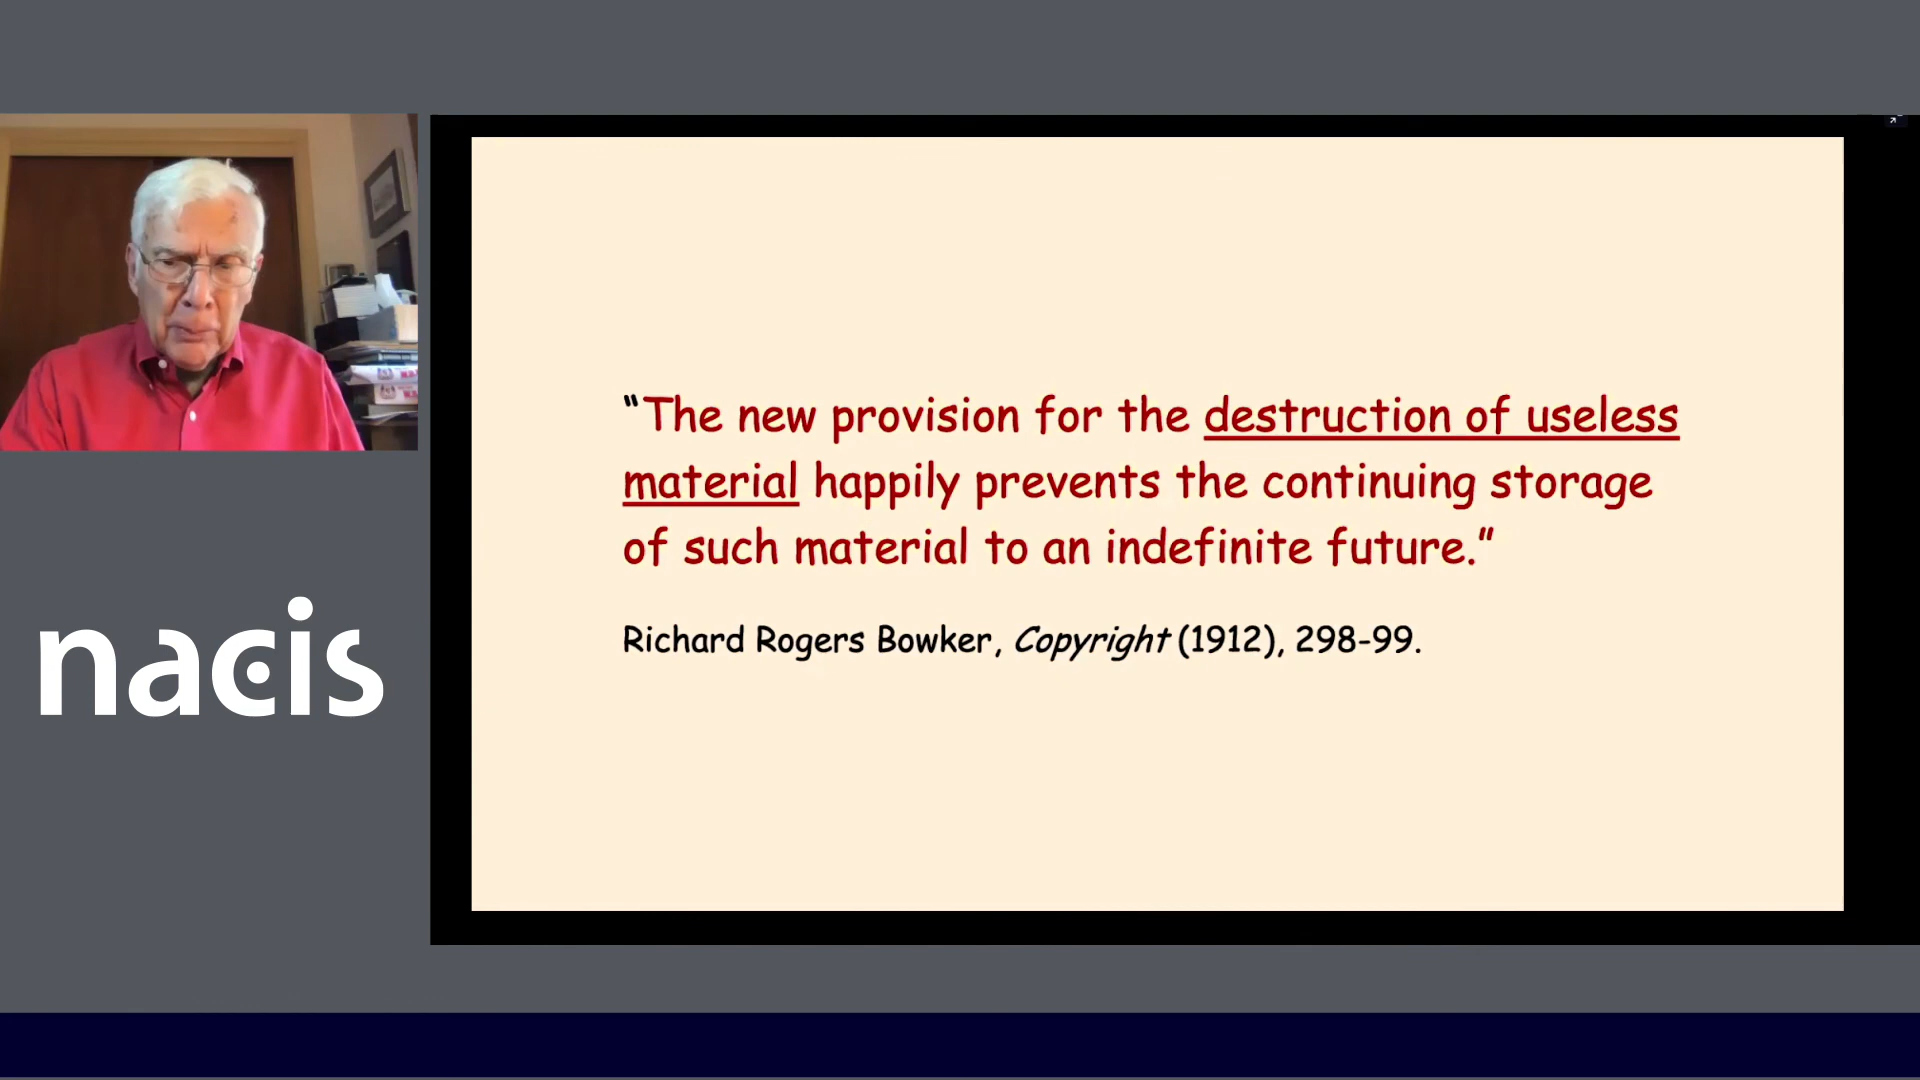 nacis
“The new provision for the destruction of useless
material happily prevents the continuing storage
of such material to an indefinite future.”
Richard Rogers Bowker, Copyright (1912), 298-99.